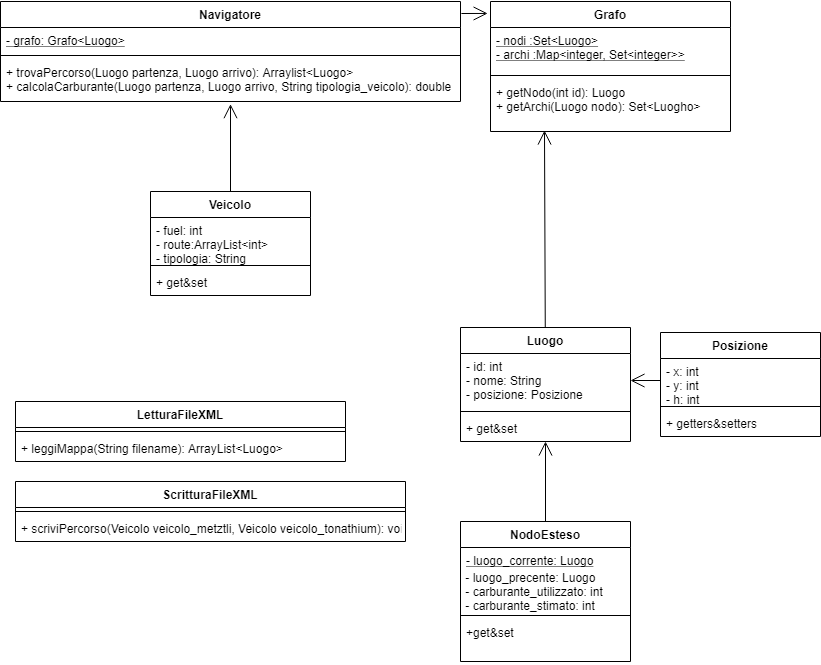 Navigatore
- grafo: Grafo<Luogo>
+ trovaPercorso(Luogo partenza, Luogo arrivo): Arraylist<Luogo>
+ calcolaCarburante(Luogo partenza, Luogo arrivo, String tipologia_veicolo): double
Grafo
- nodi :Set<Luogo>
- archi :Map<integer, Set<integer>>
+ getNodo(int id): Luogo
+ getArchi(Luogo nodo): Set<Luogho>
Veicolo
- fuel: int
- route:ArrayList<int>
- tipologia: String
+ get&set
Luogo
- id: int
- nome: String
- posizione: Posizione
+ get&set
Posizione
- x: int
- y: int
- h: int
+ getters&setters
LetturaFileXML
+ leggiMappa(String filename): ArrayList<Luogo>
ScritturaFileXML
+ scriviPercorso(Veicolo veicolo_metztli, Veicolo veicolo_tonathium): vo
NodoEsteso
- luogo_corrente: Luogo
- luogo_precente: Luogo
- carburante_utilizzato: int
- carburante_stimato: int
+get&set